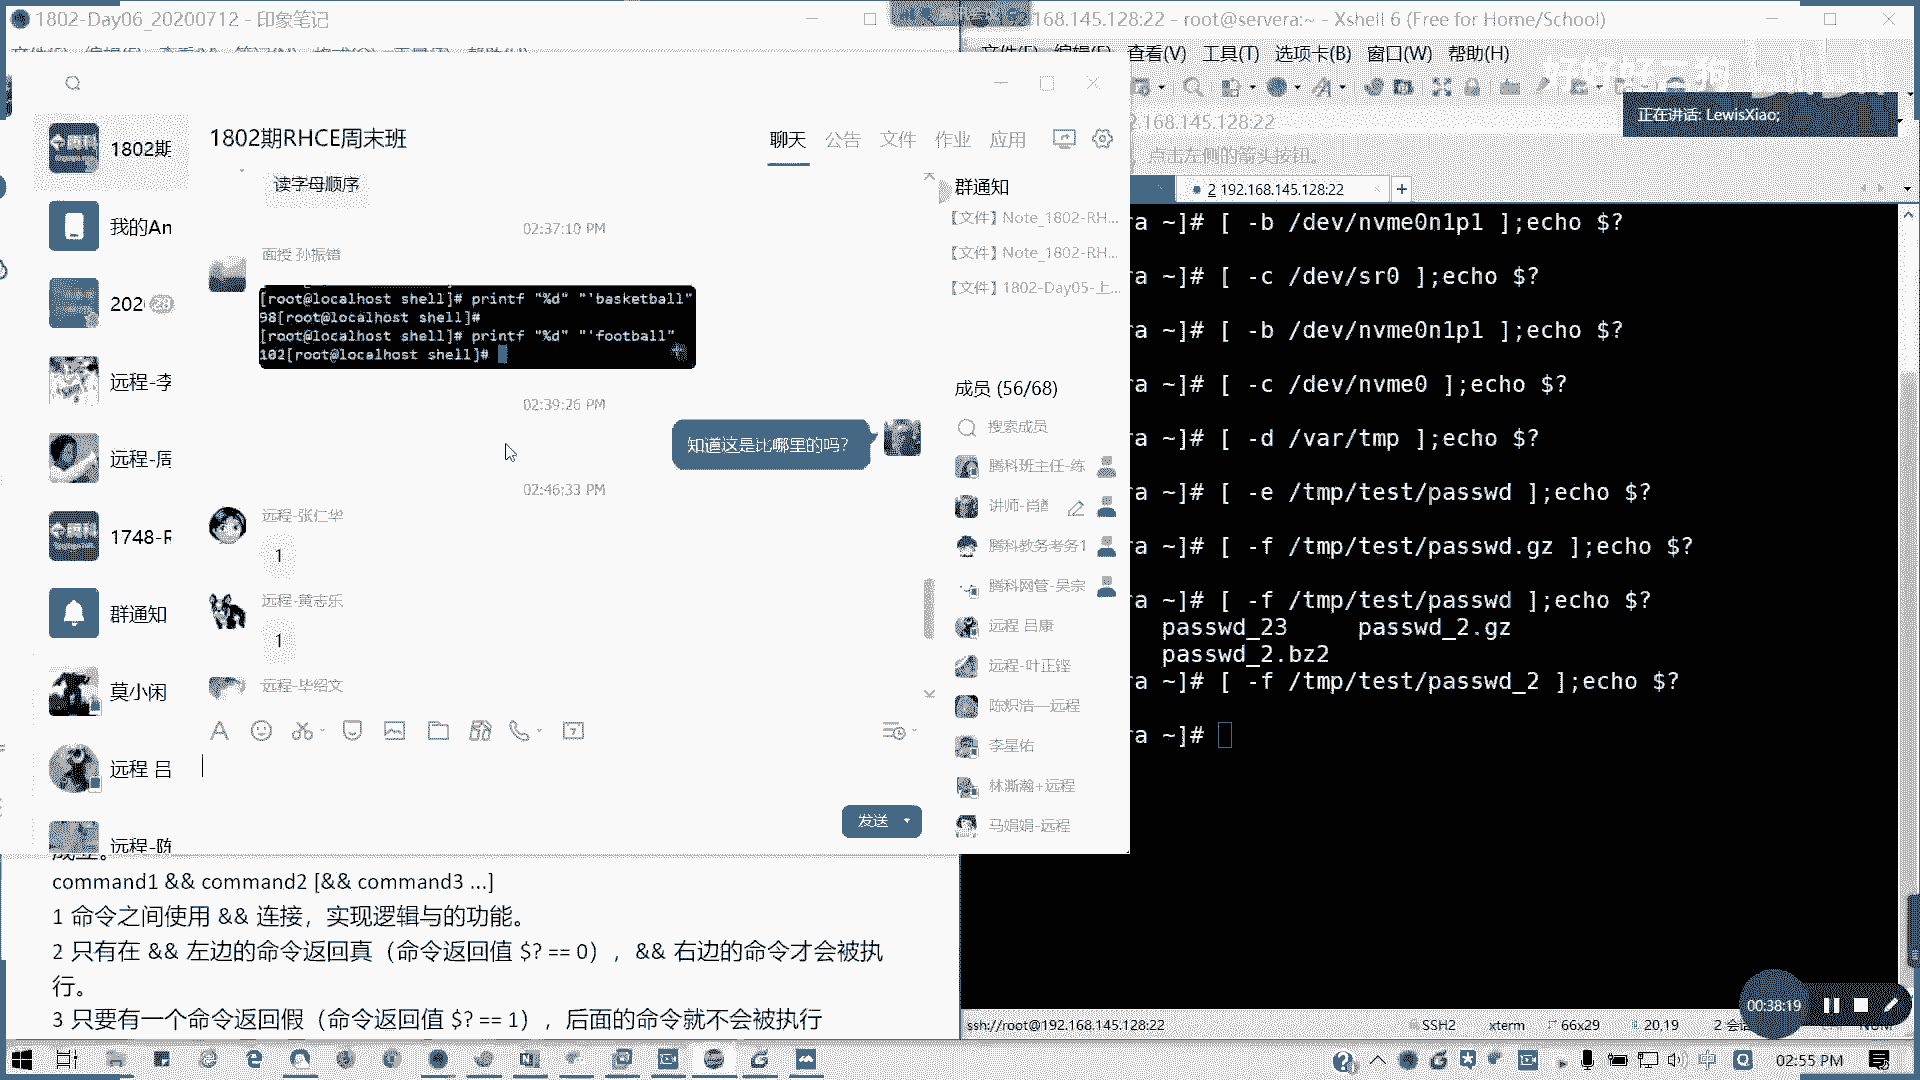 1802-Day06_20200712 - 印象笔记
168.145.128:22 - root@servera:~ - Xshell 6 (Free for Home/School)
查看(V) 工具(T) 选项卡(B) 窗口(W) 帮助(H)
2.168.145.128:22
正在讲话: LewisXiao;
点击左侧的箭头按钮。
2 192.168.145.128:22
1802期
我的An
202
远程-李
远程-周
1748-F
群通知
莫小闲
远程 吕
远程-陈
1802期RHCE周末班
聊天 公告 文件 作业 应用
读字母顺序
02:37:10 PM
面授 孙振镨
[root@localhost shell]# printf "%d" "'basketball"
98[root@localhost shell]#
[root@localhost shell]# printf "%d" "'football"
102[root@localhost shell]#
02:39:26 PM
知道这是比哪里的吗?
02:46:33 PM
远程-张仁华
1
远程-黄志乐
1
远程-毕绍文
发送
群通知
【文件】Note_1802-RH...
【文件】Note_1802-RH...
【文件】1802-Day05-上...
成员 (56/68)
搜索成员
腾科班主任-练
讲师-肖
腾科教务考务1
腾科网管-吴宗
远程 吕康
远程-叶正铿
陈炽浩—远程
李星佑
林澌瀚+远程
马娟娟-远程
ra ~]# [ -b /dev/nvme0n1p1 ];echo $?
ra ~]# [ -c /dev/sr0 ];echo $?
ra ~]# [ -b /dev/nvme0n1p1 ];echo $?
ra ~]# [ -c /dev/nvme0 ];echo $?
ra ~]# [ -d /var/tmp ];echo $?
ra ~]# [ -e /tmp/test/passwd ];echo $?
ra ~]# [ -f /tmp/test/passwd.gz ];echo $?
ra ~]# [ -f /tmp/test/passwd ];echo $?
passwd_23 passwd_2.gz
passwd_2.bz2
ra ~]# [ -f /tmp/test/passwd_2 ];echo $?
ra ~]#
成立。
command1 && command2 [&& command3 ...]
1 命令之间使用 && 连接，实现逻辑与的功能。
2 只有在 && 左边的命令返回真（命令返回值 $? == 0），&& 右边的命令才会被执
行。
3 只要有一个命令返回假（命令返回值 $? == 1），后面的命令就不会被执行
00:38:19
ssh://root@192.168.145.128:22 SSH2 xterm 66x29 20,19 2 会
中 02:55 PM